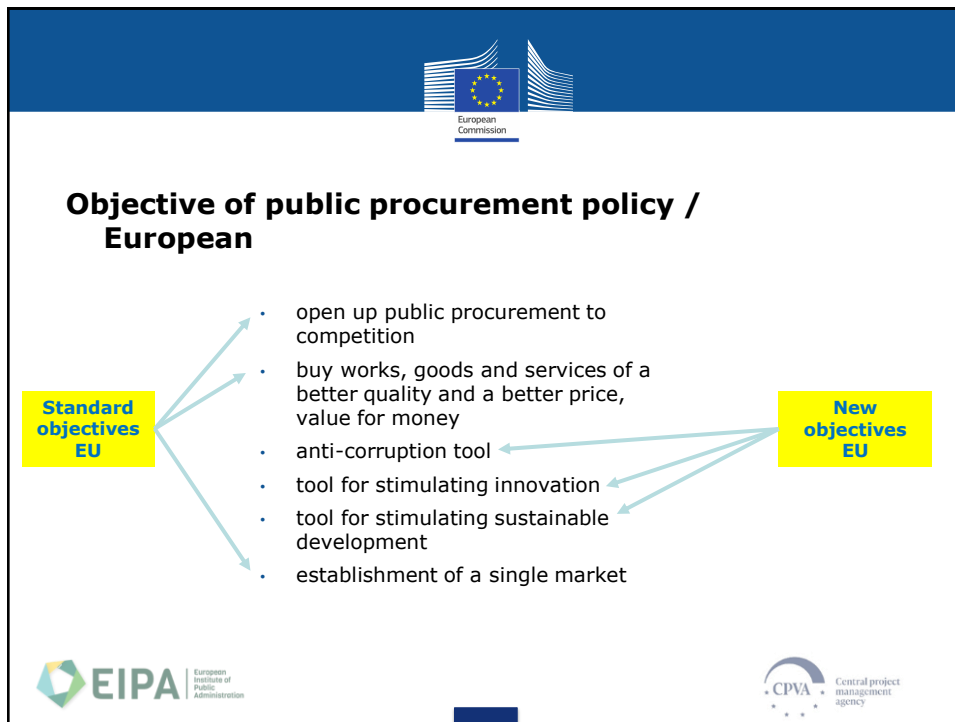 European
Commission
Objective of public procurement policy /
European
• open up public procurement to
competition
• buy works, goods and services of a
better quality and a better price,
value for money
• anti-corruption tool
• tool for stimulating innovation
• tool for stimulating sustainable
development
• establishment of a single market
Standard
objectives
EU
New
objectives
EU
EIPA
European
Institute of
Public
Administration
CPVA
Central project
management
agency